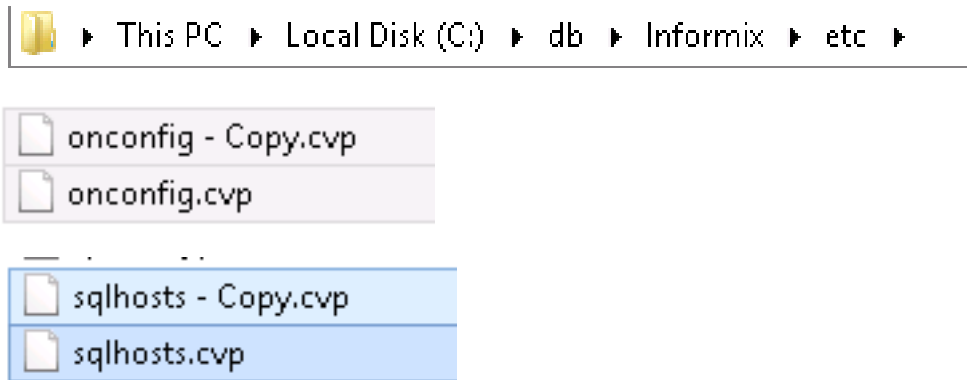 This PC Local Disk (C:) db Informix etc
onconfig - Copy.cvp
onconfig.cvp
sqlhosts - Copy.cvp
sqlhosts.cvp